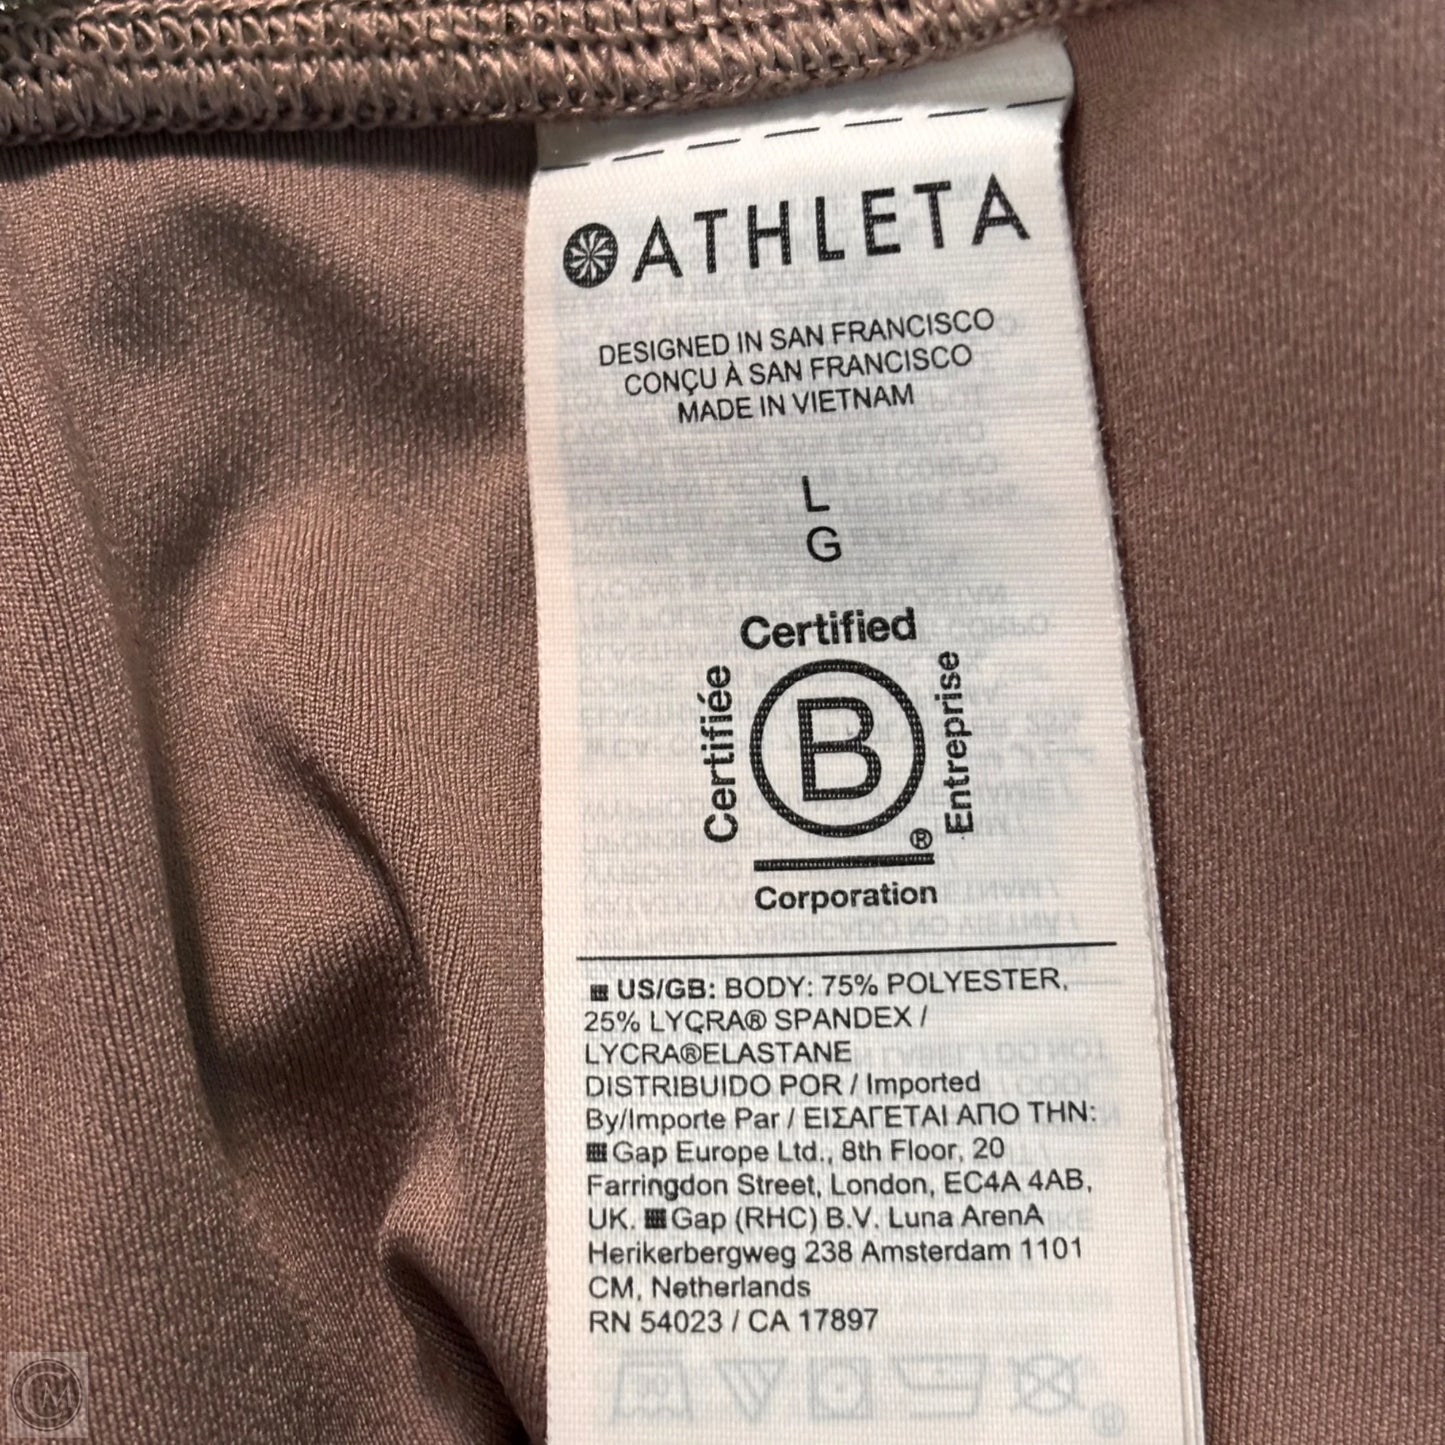 ATHLETA
DESIGNED IN SAN FRANCISCO
CONÇU À SAN FRANCISCO
MADE IN VIETNAM
L
G
Certified
Certifiée
B
Entreprise
®
Corporation
US/GB: BODY: 75% POLYESTER,
25% LYCRA® SPANDEX /
LYCRA®ELASTANE
DISTRIBUIDO POR / Imported
By/Importe Par / ΕΙΣΑΓΕΤΑΙ ΑΠΟ ΤΗΝ:
Gap Europe Ltd., 8th Floor, 20
Farringdon Street, London, EC4A 4AB,
UK. Gap (RHC) B.V. Luna ArenA
Herikerbergweg 238 Amsterdam 1101
CM, Netherlands
RN 54023 / CA 17897
CM